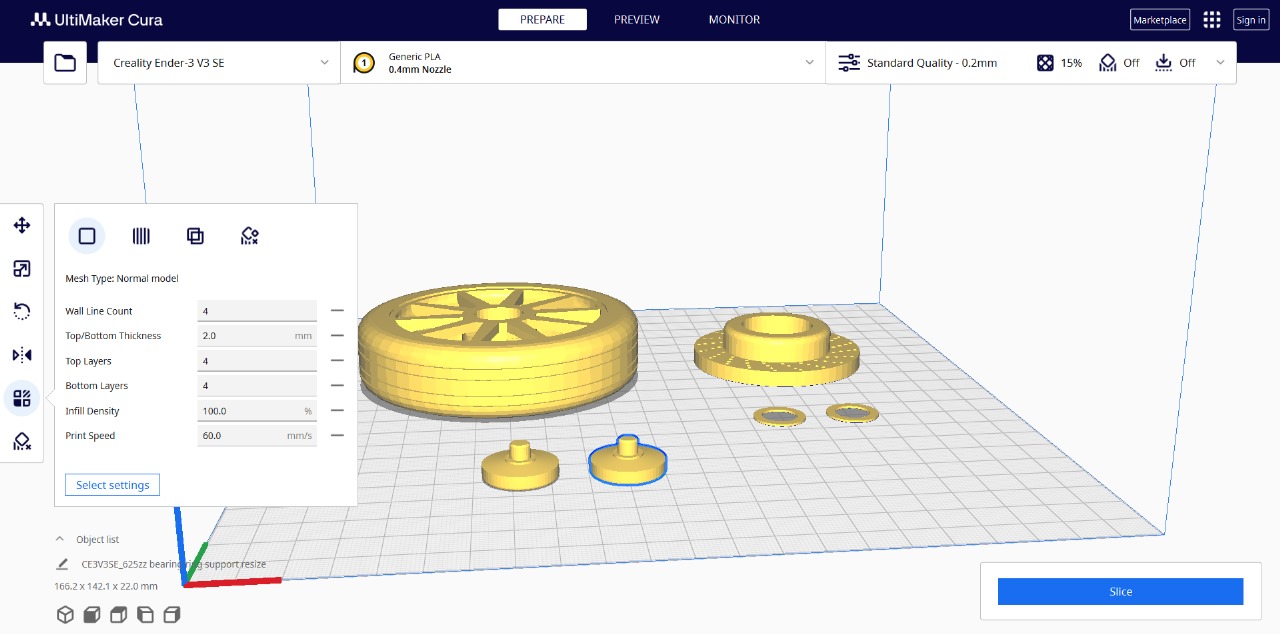 UltiMaker Cura
PREPARE
PREVIEW
MONITOR
Marketplace
Sign in
Creality Ender-3 V3 SE
1
Generic PLA
0.4mm Nozzle
Standard Quality - 0.2mm
15%
Off
Off
Mesh Type: Normal model
Wall Line Count 4
Top/Bottom Thickness 2.0 mm
Top Layers 4
Bottom Layers 4
Infill Density 100.0 %
Print Speed 60.0 mm/s
Select settings
Object list
CE3V3SE_625zz bearing ring support resize
166.2 x 142.1 x 22.0 mm
Slice